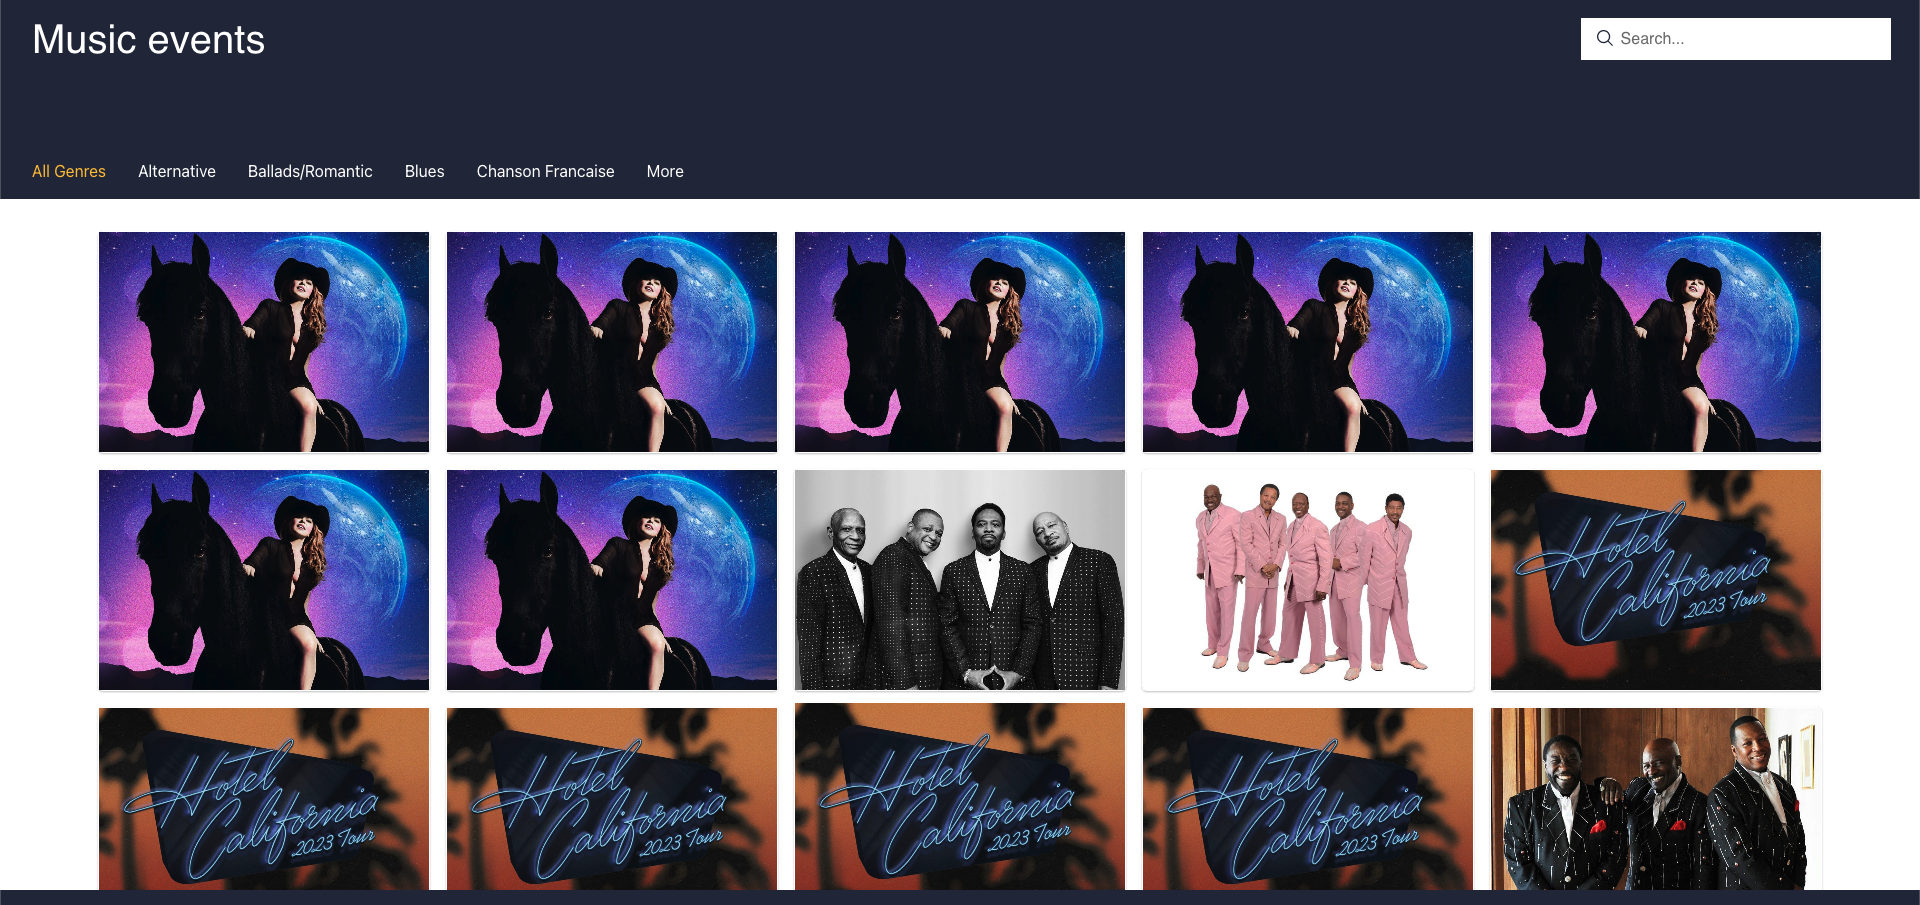 Music events
Search...
All Genres
Alternative
Ballads/Romantic
Blues
Chanson Francaise
More
Hotel
California
2023 Tour
Hotel
California
2023 Tour
Hotel
California
2023 Tour
Hotel
California
2023 Tour
Hotel
California
2023 Tour